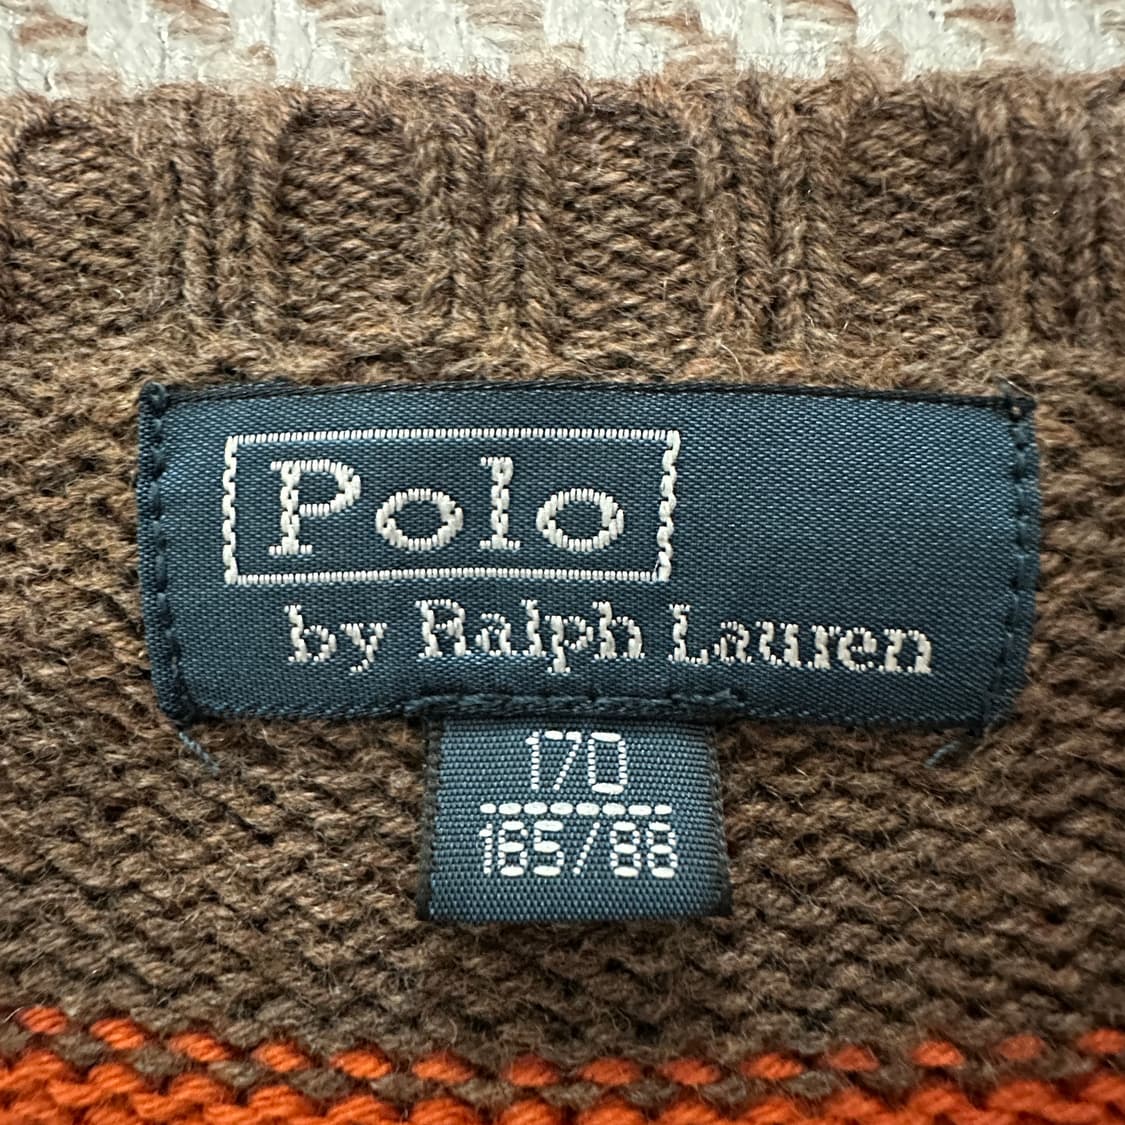 Polo
by Ralph Lauren
170
165/88